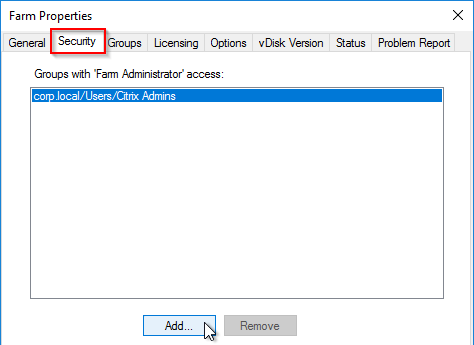 Farm Properties
General Security Groups Licensing Options vDisk Version Status Problem Report
Groups with 'Farm Administrator' access:
corp.local/Users/Citrix Admins
Add... Remove